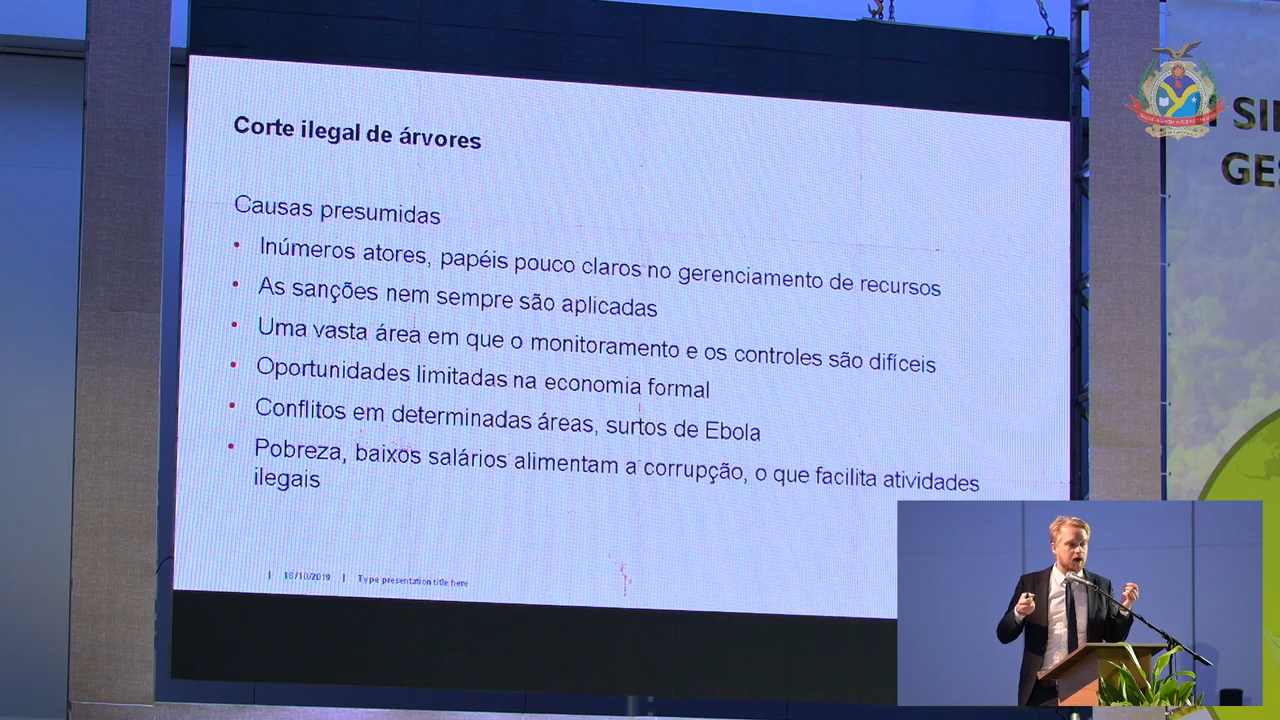 Corte ilegal de árvores
Causas presumidas
• Inúmeros atores, papéis pouco claros no gerenciamento de recursos
• As sanções nem sempre são aplicadas
• Uma vasta área em que o monitoramento e os controles são difíceis
• Oportunidades limitadas na economia formal
• Conflitos em determinadas áreas, surtos de Ebola
• Pobreza, baixos salários alimentam a corrupção, o que facilita atividades
ilegais
| 18/10/2019 | Type presentation title here